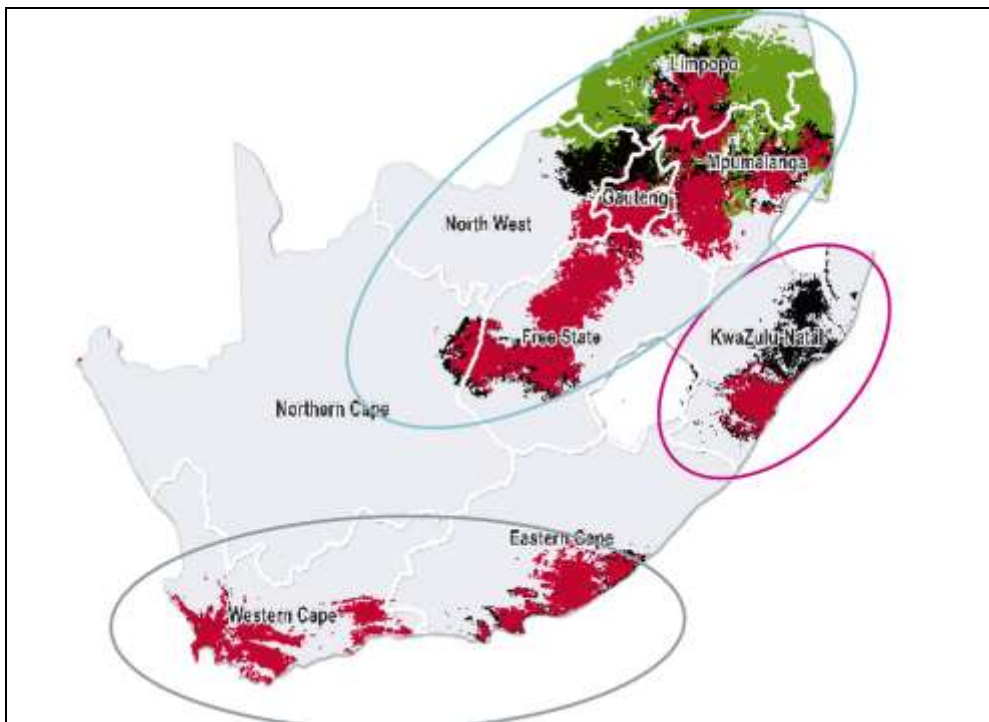 Limpopo
Mpumalanga
Gauteng
North West
KwaZulu-Natal
Free State
Northern Cape
Eastern Cape
Western Cape